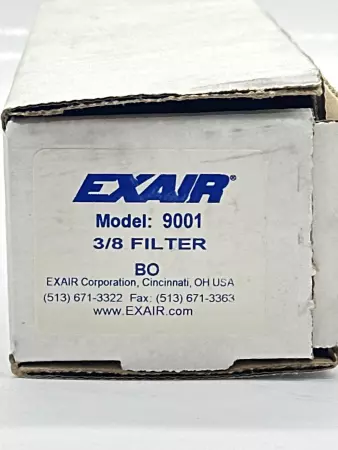 EXAIR®
Model: 9001
3/8 FILTER
BO
EXAIR Corporation, Cincinnati, OH USA
(513) 671-3322 Fax: (513) 671-3363
www.EXAIR.com